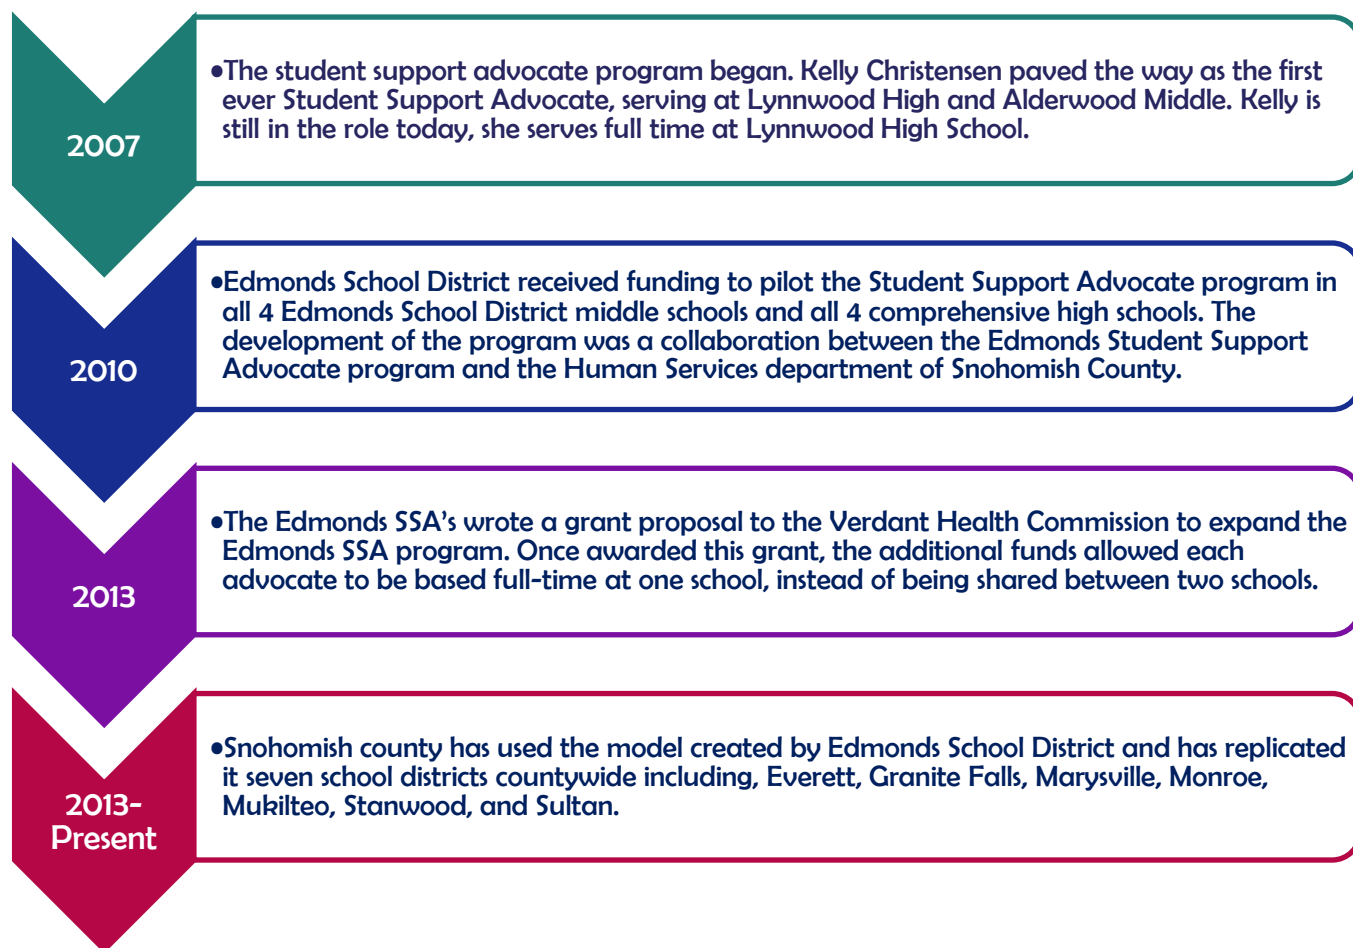 2007
•The student support advocate program began. Kelly Christensen paved the way as the first
ever Student Support Advocate, serving at Lynnwood High and Alderwood Middle. Kelly is
still in the role today, she serves full time at Lynnwood High School.
2010
•Edmonds School District received funding to pilot the Student Support Advocate program in
all 4 Edmonds School District middle schools and all 4 comprehensive high schools. The
development of the program was a collaboration between the Edmonds Student Support
Advocate program and the Human Services department of Snohomish County.
2013
•The Edmonds SSA’s wrote a grant proposal to the Verdant Health Commission to expand the
Edmonds SSA program. Once awarded this grant, the additional funds allowed each
advocate to be based full-time at one school, instead of being shared between two schools.
2013-
Present
•Snohomish county has used the model created by Edmonds School District and has replicated
it seven school districts countywide including, Everett, Granite Falls, Marysville, Monroe,
Mukilteo, Stanwood, and Sultan.